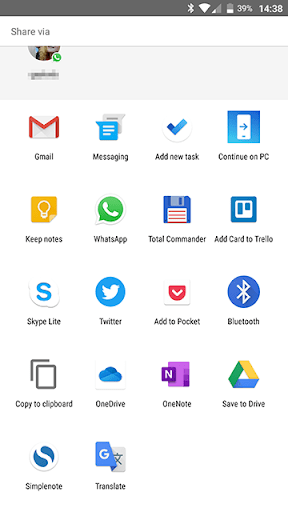 39% 14:38
Share via
Gmail Messaging Add new task Continue on PC
Keep notes WhatsApp Total Commander Add Card to Trello
Skype Lite Twitter Add to Pocket Bluetooth
Copy to clipboard OneDrive OneNote Save to Drive
Simplenote Translate